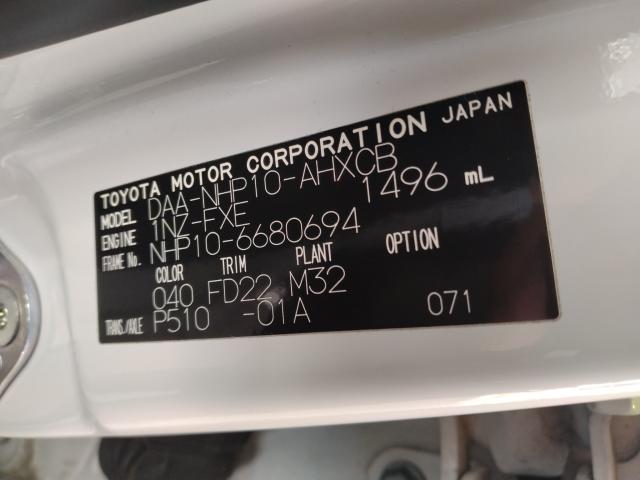 TOYOTA MOTOR CORPORATION JAPAN
MODEL DAA-NHP10-AHXCB
ENGINE 1NZ-FXE 1496 mL
FRAME No. NHP10-6680694
COLOR TRIM PLANT OPTION
040 FD22 M32
TRANS./AXLE P510 -01A 071